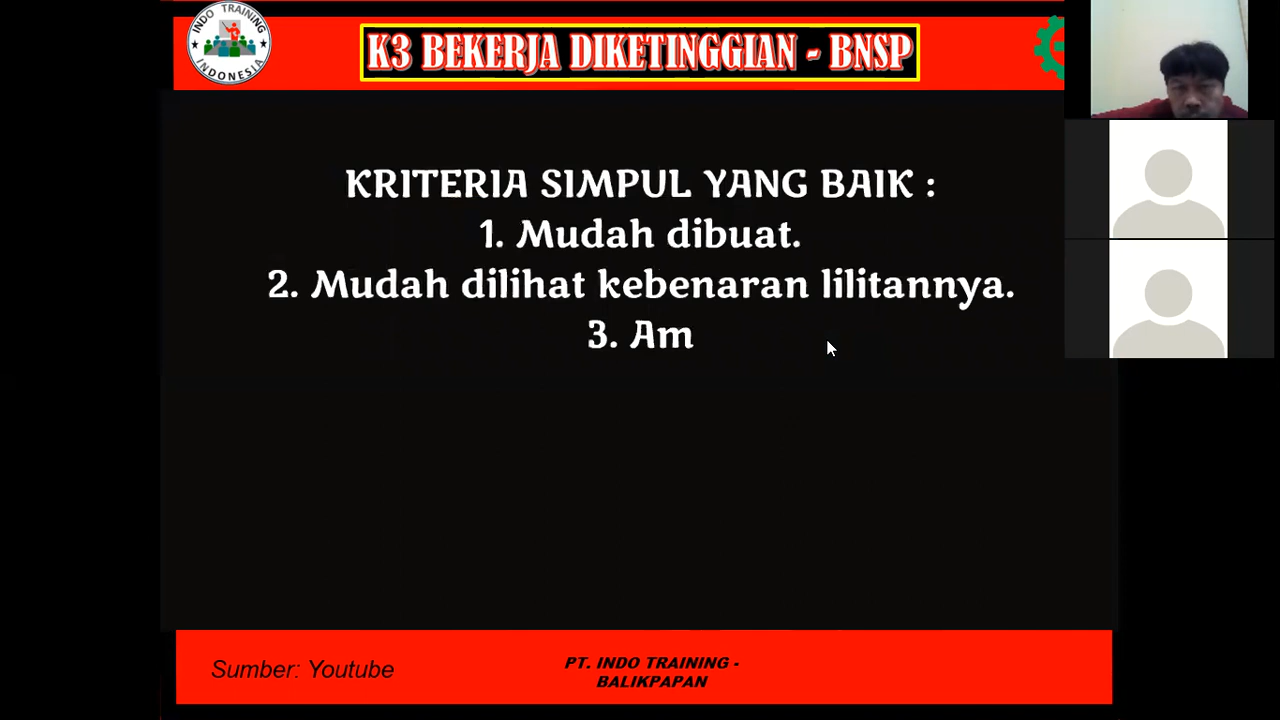 INDO TRAINING
INDONESIA
K3 BEKERJA DIKETINGGIAN - BNSP
KRITERIA SIMPUL YANG BAIK :
1. Mudah dibuat.
2. Mudah dilihat kebenaran lilitannya.
3. Am
Sumber: Youtube
PT. INDO TRAINING -
BALIKPAPAN